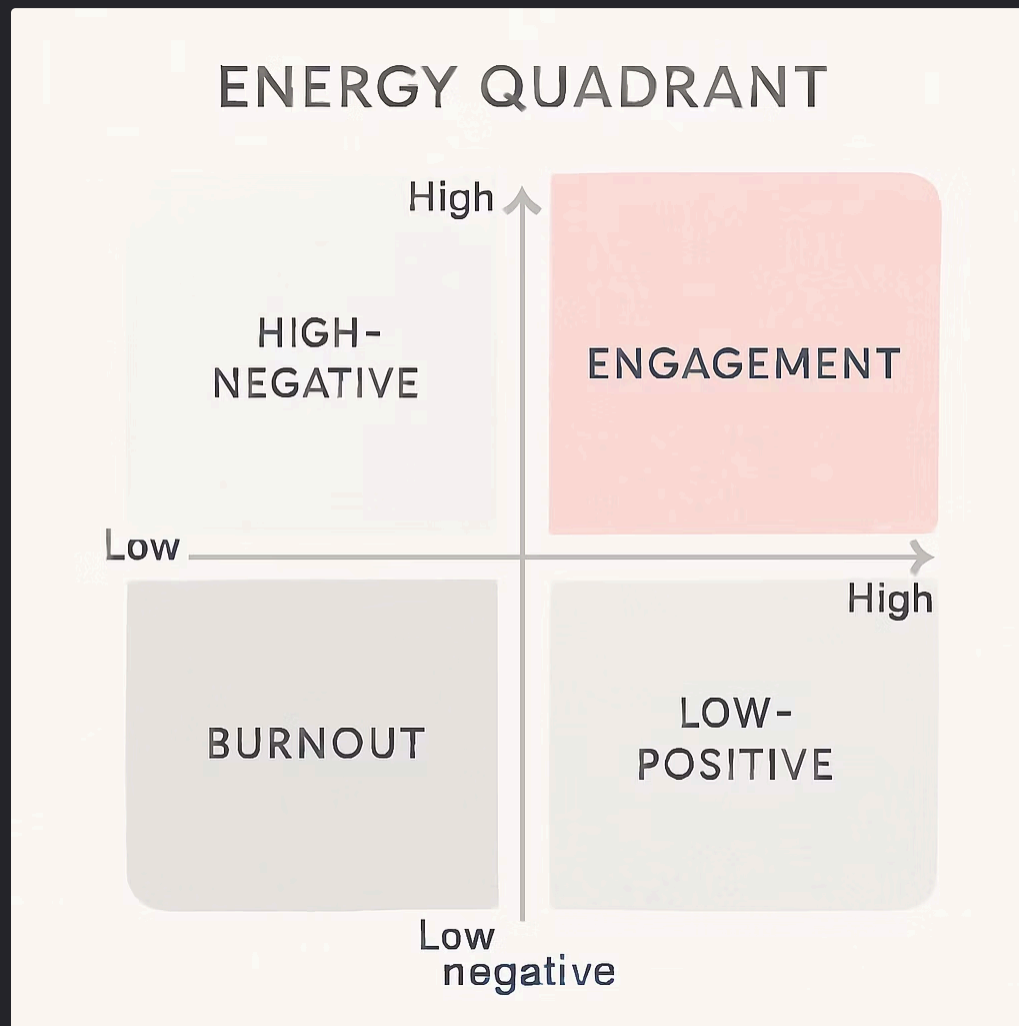 ENERGY QUADRANT
High
HIGH-
NEGATIVE
ENGAGEMENT
Low
High
BURNOUT
LOW-
POSITIVE
Low
negative